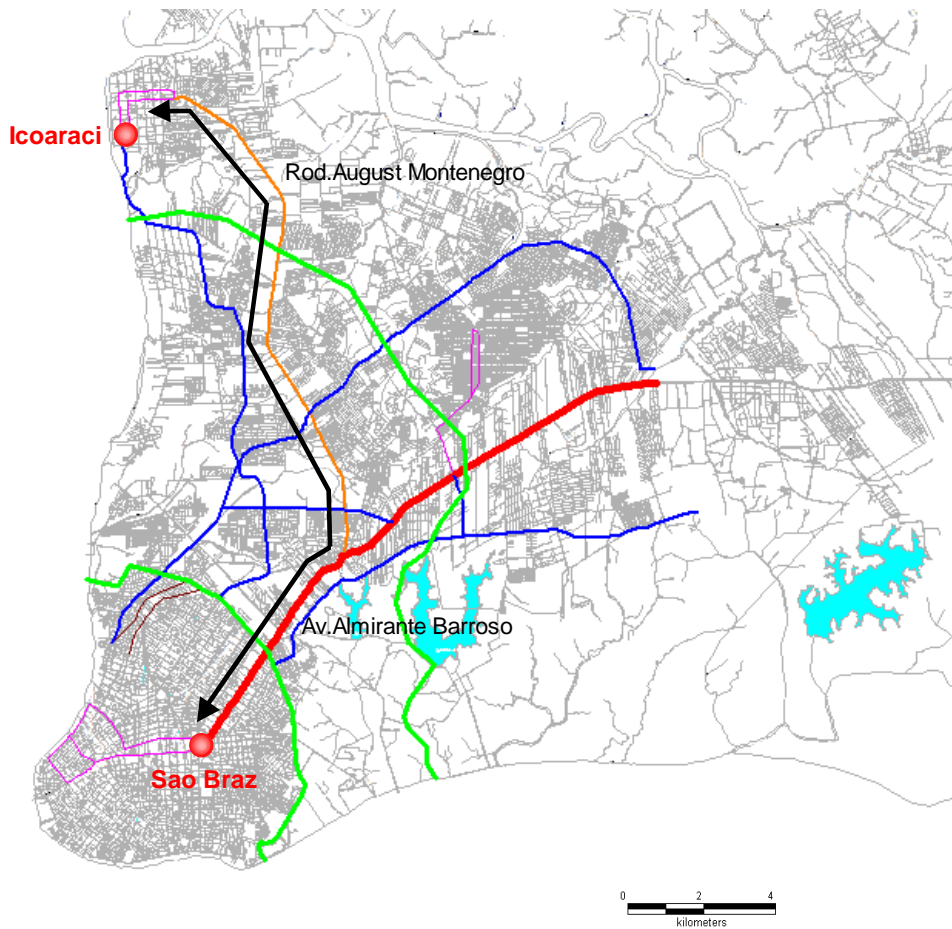 Icoaraci
Rod.August Montenegro
Av.Almirante Barroso
Sao Braz
0 2 4
kilometers